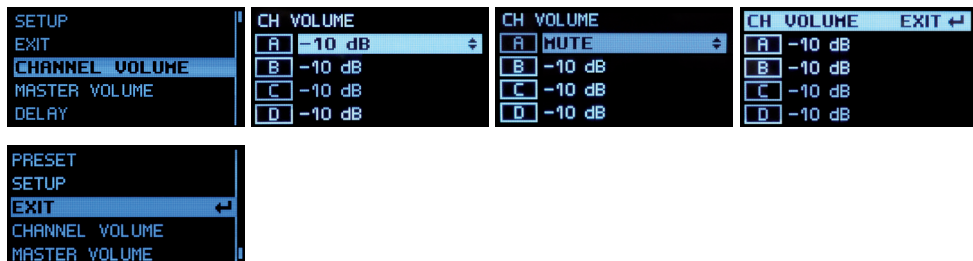 SETUP
EXIT
CHANNEL VOLUME
MASTER VOLUME
DELAY
CH VOLUME
A -10 dB
B -10 dB
C -10 dB
D -10 dB
CH VOLUME
A MUTE
B -10 dB
C -10 dB
D -10 dB
CH VOLUME EXIT ↵
A -10 dB
B -10 dB
C -10 dB
D -10 dB
PRESET
SETUP
EXIT ↵
CHANNEL VOLUME
MASTER VOLUME